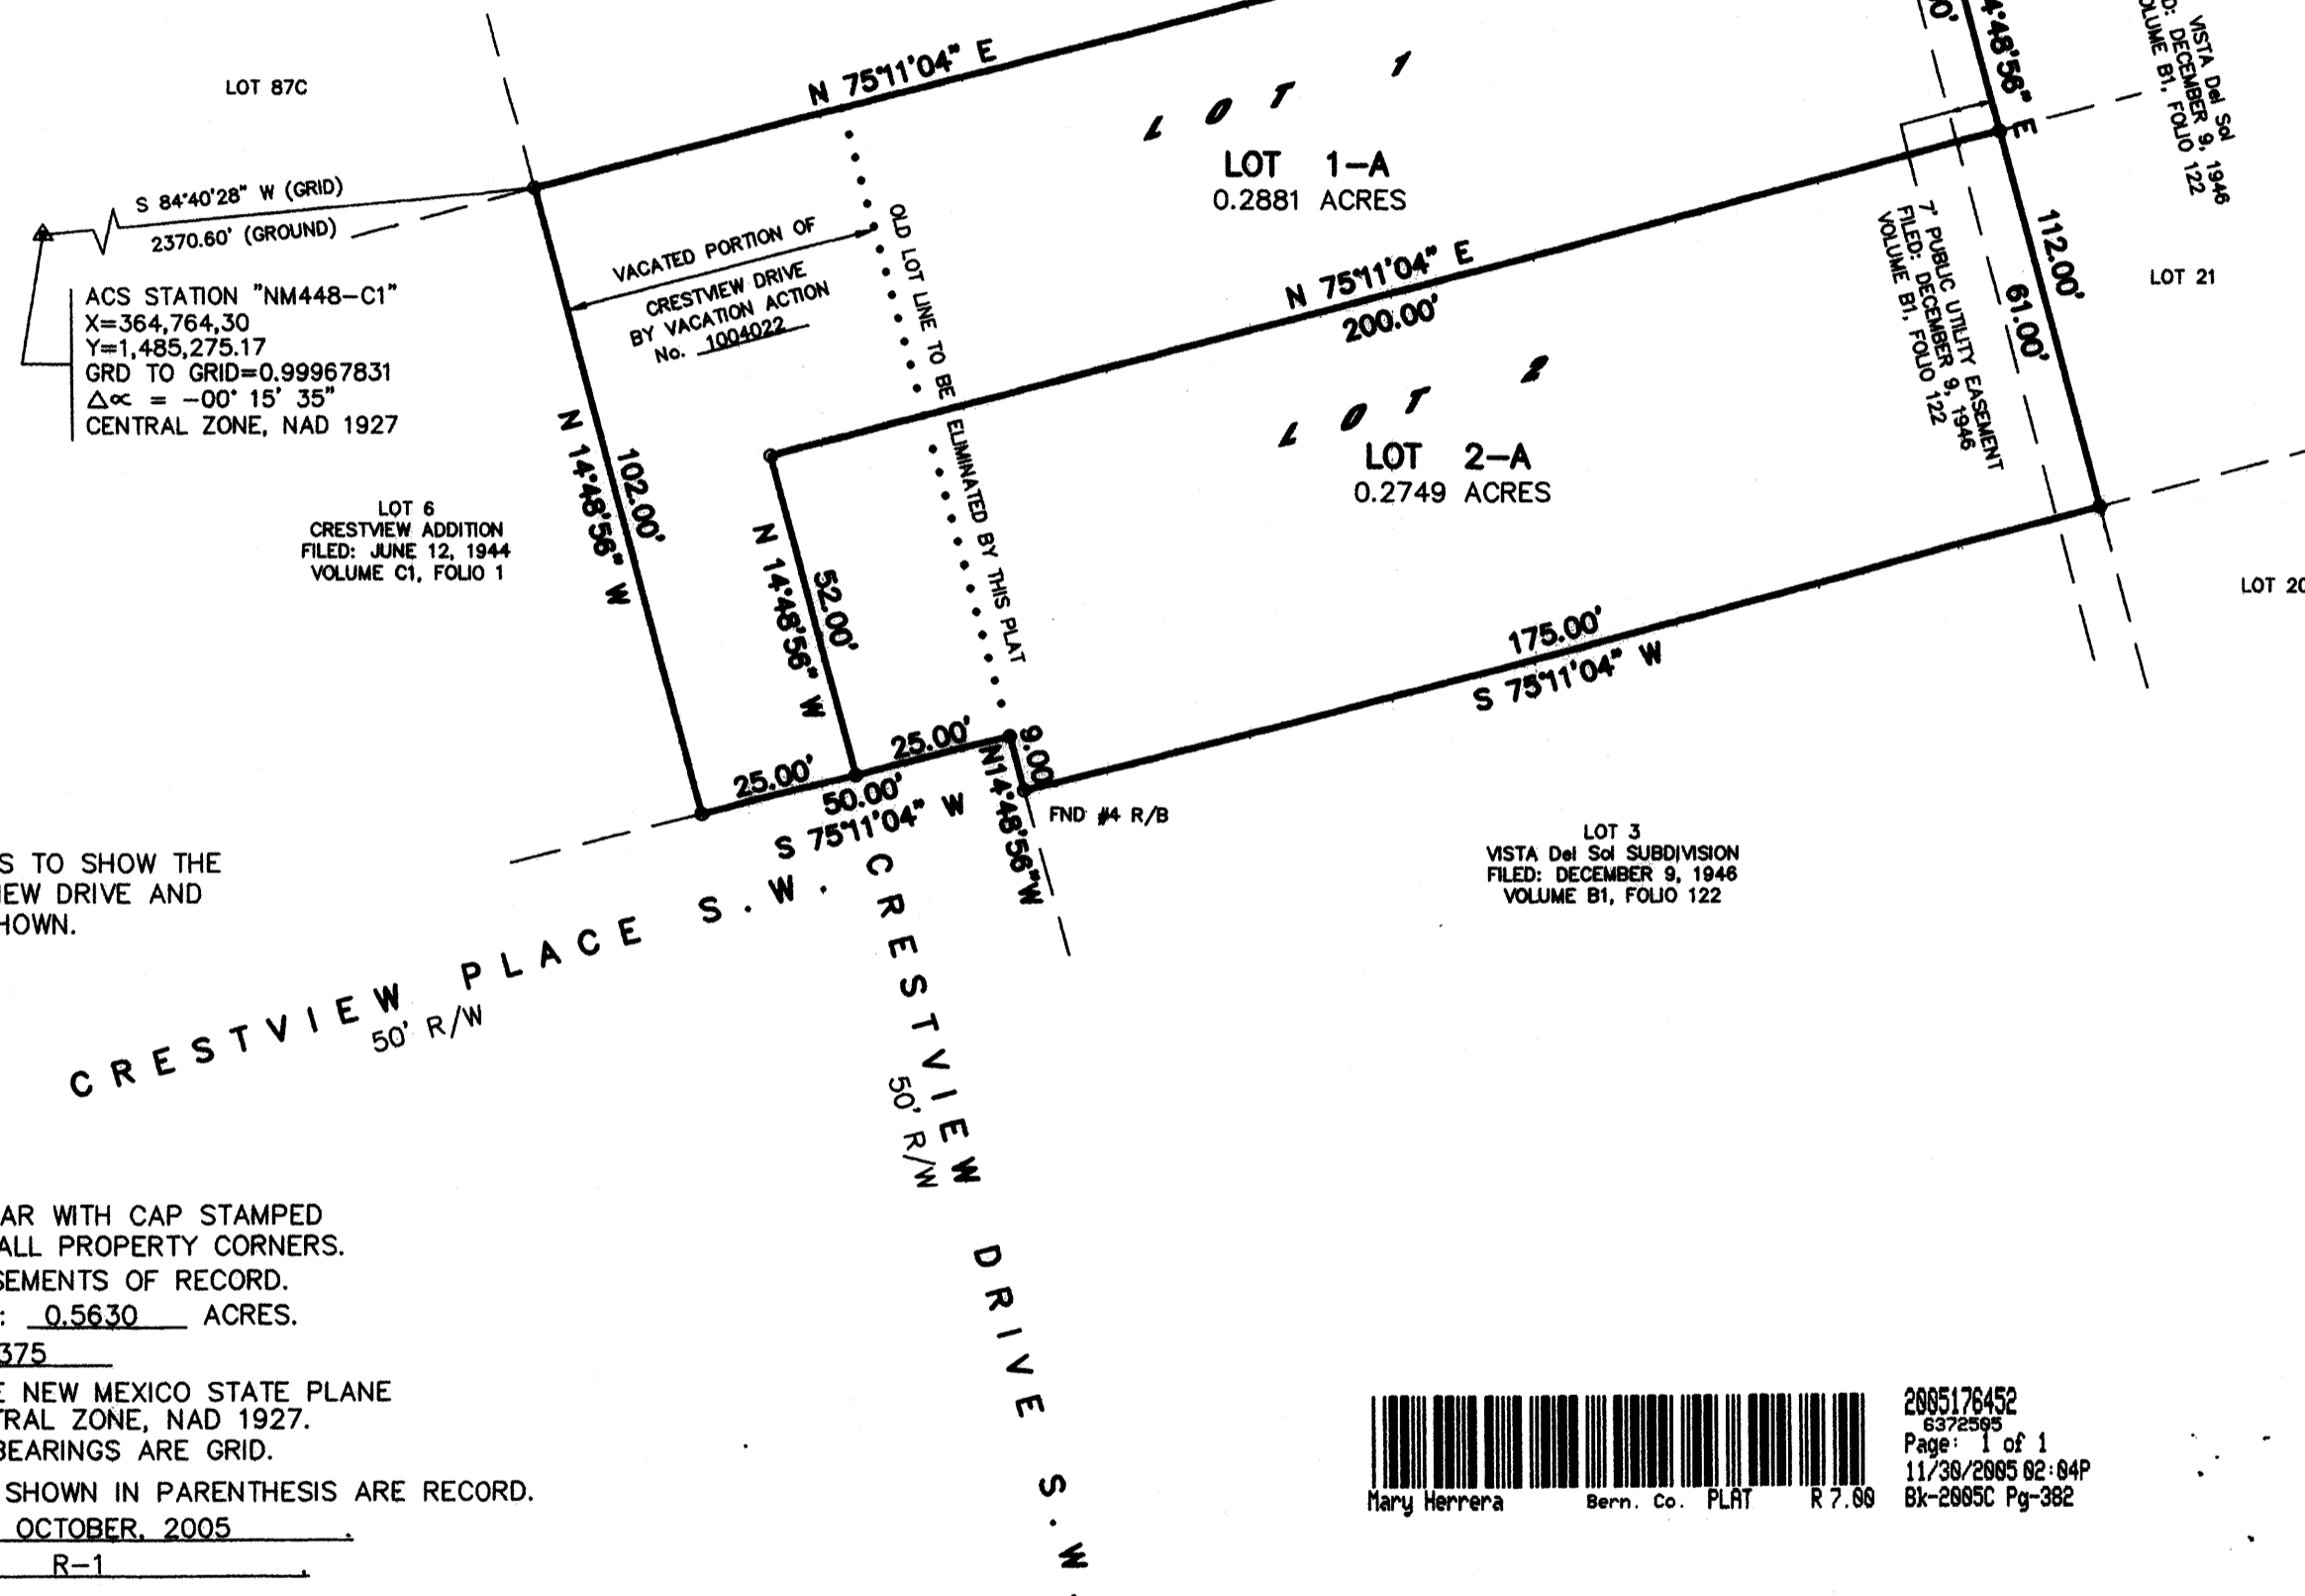 LOT 87C
N 75°11'04" E
LOT 1
LOT 1-A
0.2881 ACRES
4°48'56" E
VISTA Del Sol
D: DECEMBER 9, 1946
OLUME B1, FOLIO 122
S 84°40'28" W (GRID)
2370.60' (GROUND)
ACS STATION "NM448-C1"
X=364,764,30
Y=1,485,275.17
GRD TO GRID=0.99967831
Δ∝ = -00° 15' 35"
CENTRAL ZONE, NAD 1927
VACATED PORTION OF
CRESTVIEW DRIVE
BY VACATION ACTION
No. 1004022
OLD LOT LINE TO BE ELIMINATED BY THIS PLAT
N 75°11'04" E
200.00'
7' PUBLIC UTILITY EASEMENT
FILED: DECEMBER 9, 1946
VOLUME B1, FOLIO 122
112.00'
61.00'
LOT 21
LOT 2
LOT 2-A
0.2749 ACRES
N 14°48'56" W
102.00'
LOT 6
CRESTVIEW ADDITION
FILED: JUNE 12, 1944
VOLUME C1, FOLIO 1
N 14°48'56" W
52.00'
175.00'
S 75°11'04" W
LOT 20
25.00'
25.00'
50.00'
S 75°11'04" W
9.00'
N14°48'56"W
FND #4 R/B
LOT 3
VISTA Del Sol SUBDIVISION
FILED: DECEMBER 9, 1946
VOLUME B1, FOLIO 122
S TO SHOW THE
IEW DRIVE AND
HOWN.
CRESTVIEW PLACE S.W.
50' R/W
CRESTVIEW DRIVE S.W.
50' R/W
AR WITH CAP STAMPED
ALL PROPERTY CORNERS.
SEMENTS OF RECORD.
: 0.5630 ACRES.
375
E NEW MEXICO STATE PLANE
TRAL ZONE, NAD 1927.
BEARINGS ARE GRID.
SHOWN IN PARENTHESIS ARE RECORD.
OCTOBER, 2005.
R-1.
Mary Herrera Bern. Co. PLAT R 7.00
2005176452
6372505
Page: 1 of 1
11/30/2005 02:04P
Bk-2005C Pg-382